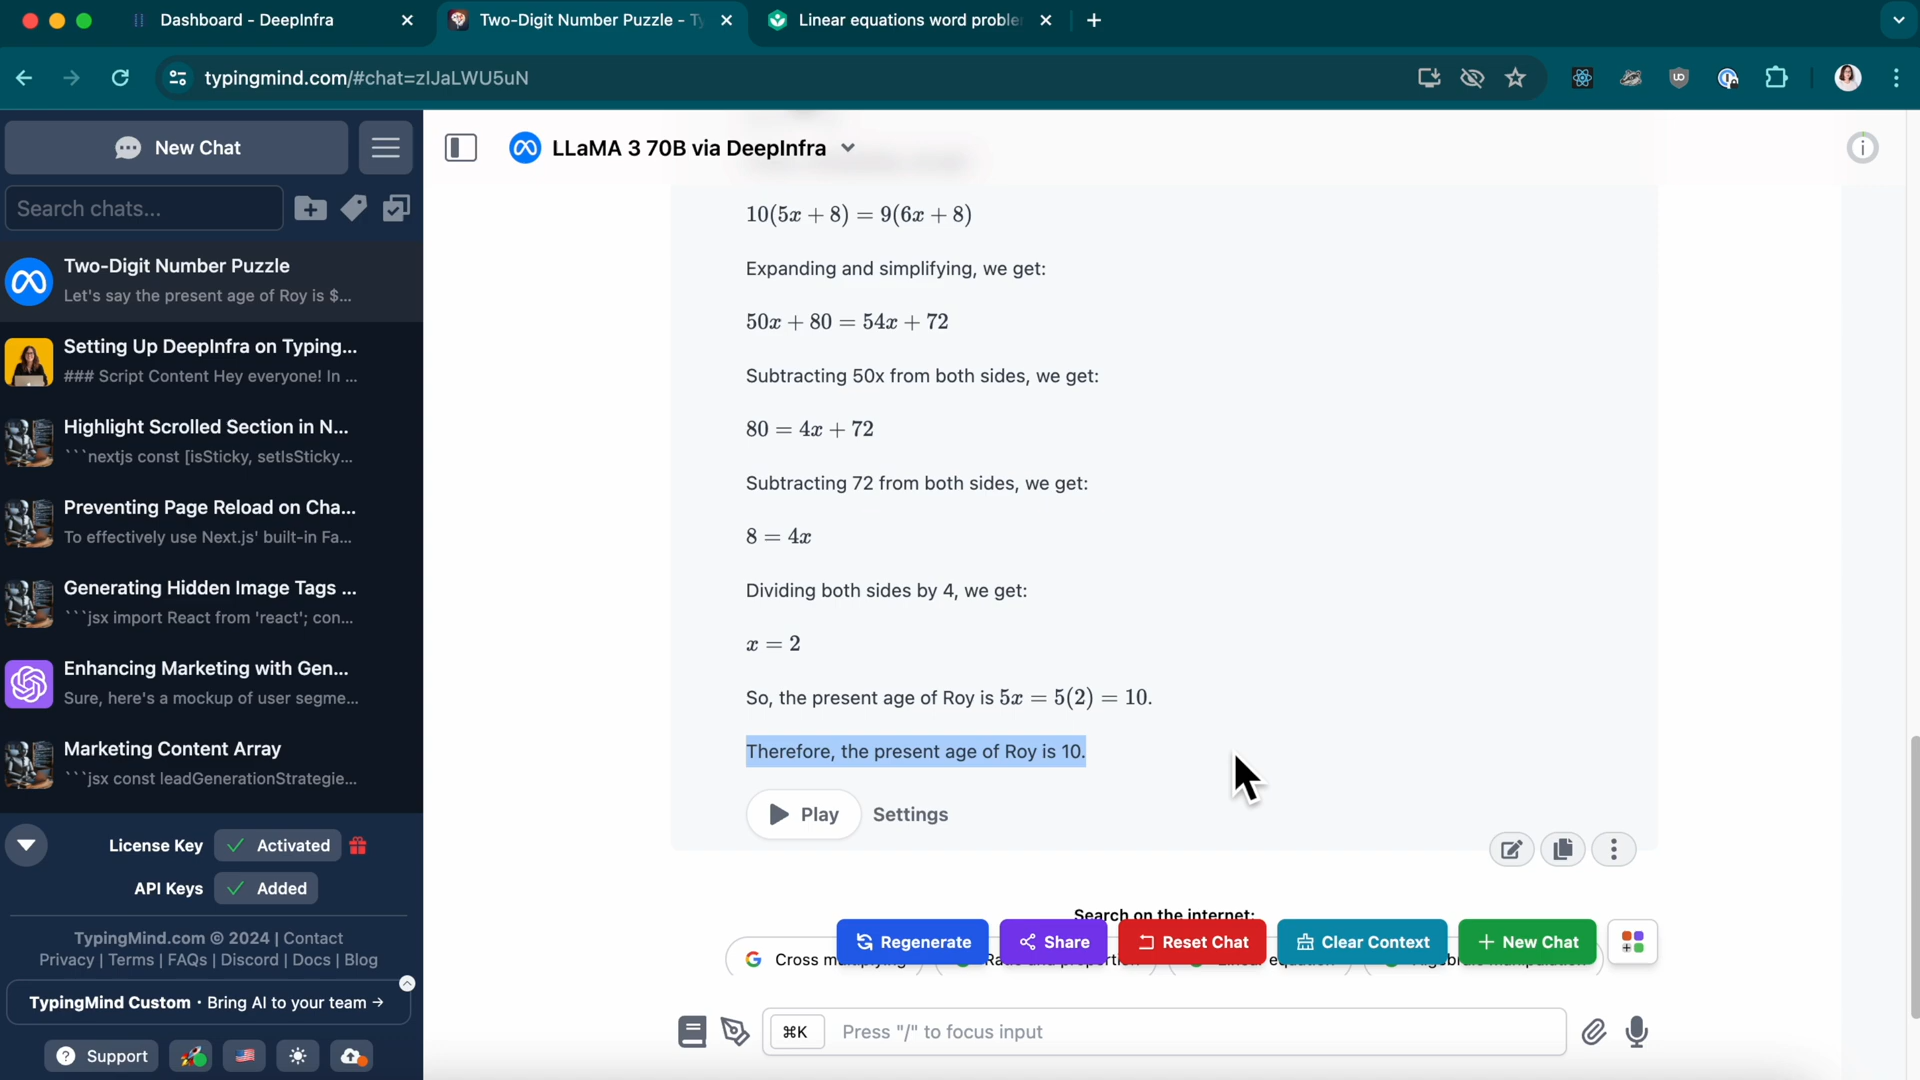 Dashboard - DeepInfra
Two-Digit Number Puzzle - Ty
Linear equations word proble
typingmind.com/#chat=zIJaLWU5uN
New Chat
LLaMA 3 70B via DeepInfra
Search chats...
Two-Digit Number Puzzle
Let's say the present age of Roy is $...
Setting Up DeepInfra on Typing...
### Script Content Hey everyone! In ...
Highlight Scrolled Section in N...
```nextjs const [isSticky, setIsSticky...
Preventing Page Reload on Cha...
To effectively use Next.js' built-in Fa...
Generating Hidden Image Tags ...
```jsx import React from 'react'; con...
Enhancing Marketing with Gen...
Sure, here's a mockup of user segme...
Marketing Content Array
```jsx const leadGenerationStrategie...
License Key Activated
API Keys Added
TypingMind.com © 2024 | Contact
Privacy | Terms | FAQs | Discord | Docs | Blog
TypingMind Custom · Bring AI to your team →
Support
10(5x + 8) = 9(6x + 8)
Expanding and simplifying, we get:
50x + 80 = 54x + 72
Subtracting 50x from both sides, we get:
80 = 4x + 72
Subtracting 72 from both sides, we get:
8 = 4x
Dividing both sides by 4, we get:
x = 2
So, the present age of Roy is 5x = 5(2) = 10.
Therefore, the present age of Roy is 10.
Play Settings
Search on the internet:
Regenerate Share Reset Chat Clear Context + New Chat
Cross
⌘K Press "/" to focus input